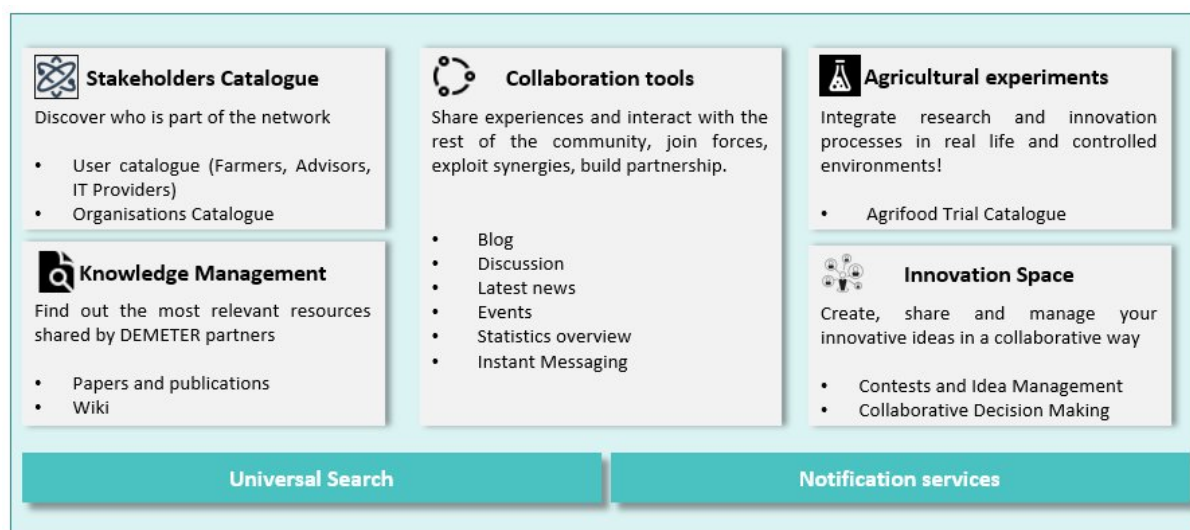 Stakeholders Catalogue
Discover who is part of the network
• User catalogue (Farmers, Advisors,
IT Providers)
• Organisations Catalogue
Knowledge Management
Find out the most relevant resources
shared by DEMETER partners
• Papers and publications
• Wiki
Collaboration tools
Share experiences and interact with the
rest of the community, join forces,
exploit synergies, build partnership.
• Blog
• Discussion
• Latest news
• Events
• Statistics overview
• Instant Messaging
Agricultural experiments
Integrate research and innovation
processes in real life and controlled
environments!
• Agrifood Trial Catalogue
Innovation Space
Create, share and manage your
innovative ideas in a collaborative way
• Contests and Idea Management
• Collaborative Decision Making
Universal Search
Notification services